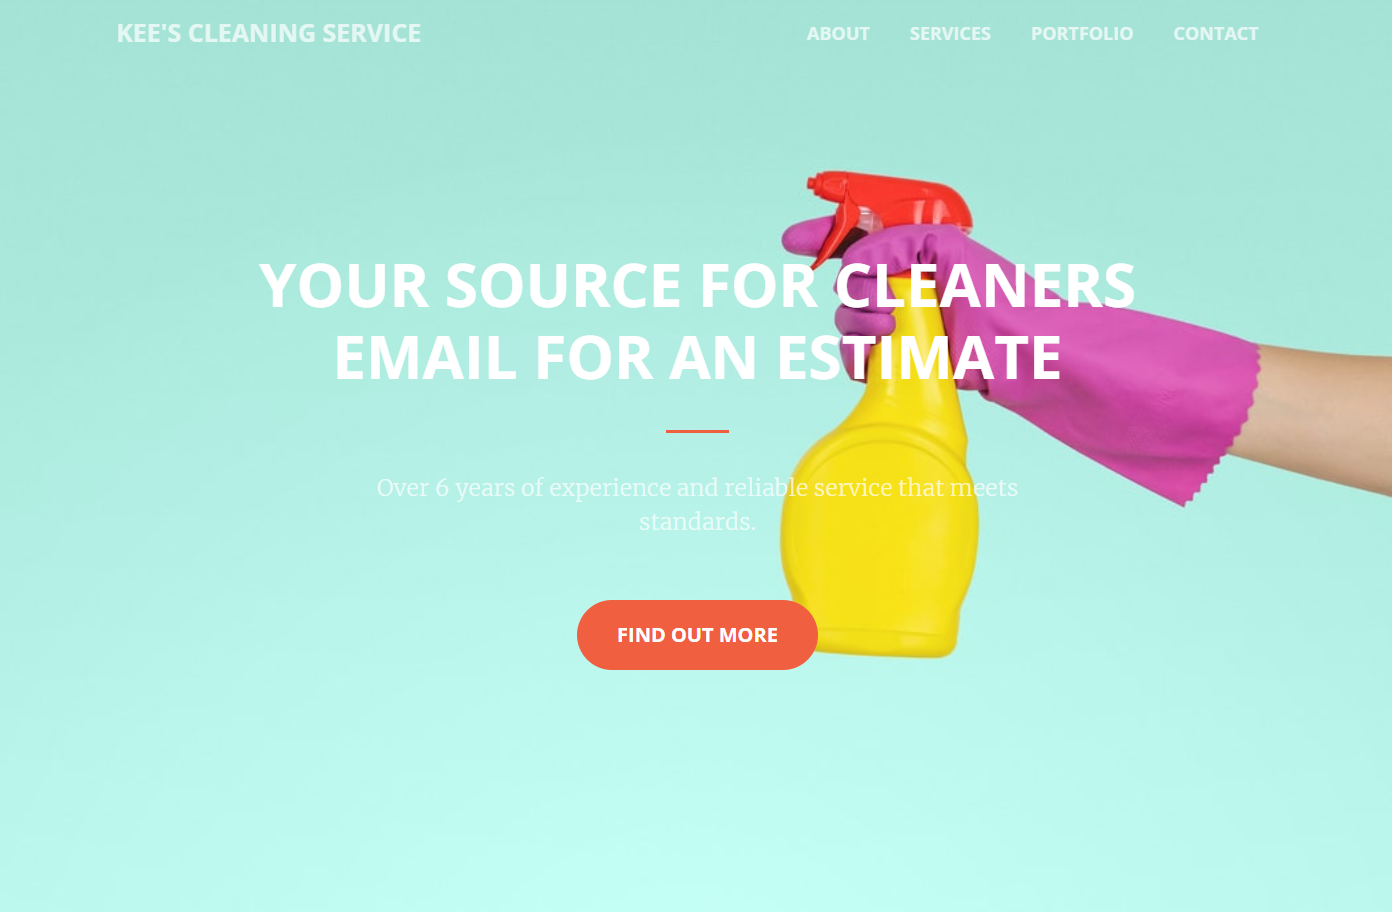 KEE'S CLEANING SERVICE
ABOUT SERVICES PORTFOLIO CONTACT
YOUR SOURCE FOR CLEANERS
EMAIL FOR AN ESTIMATE
Over 6 years of experience and reliable service that meets
standards.
FIND OUT MORE